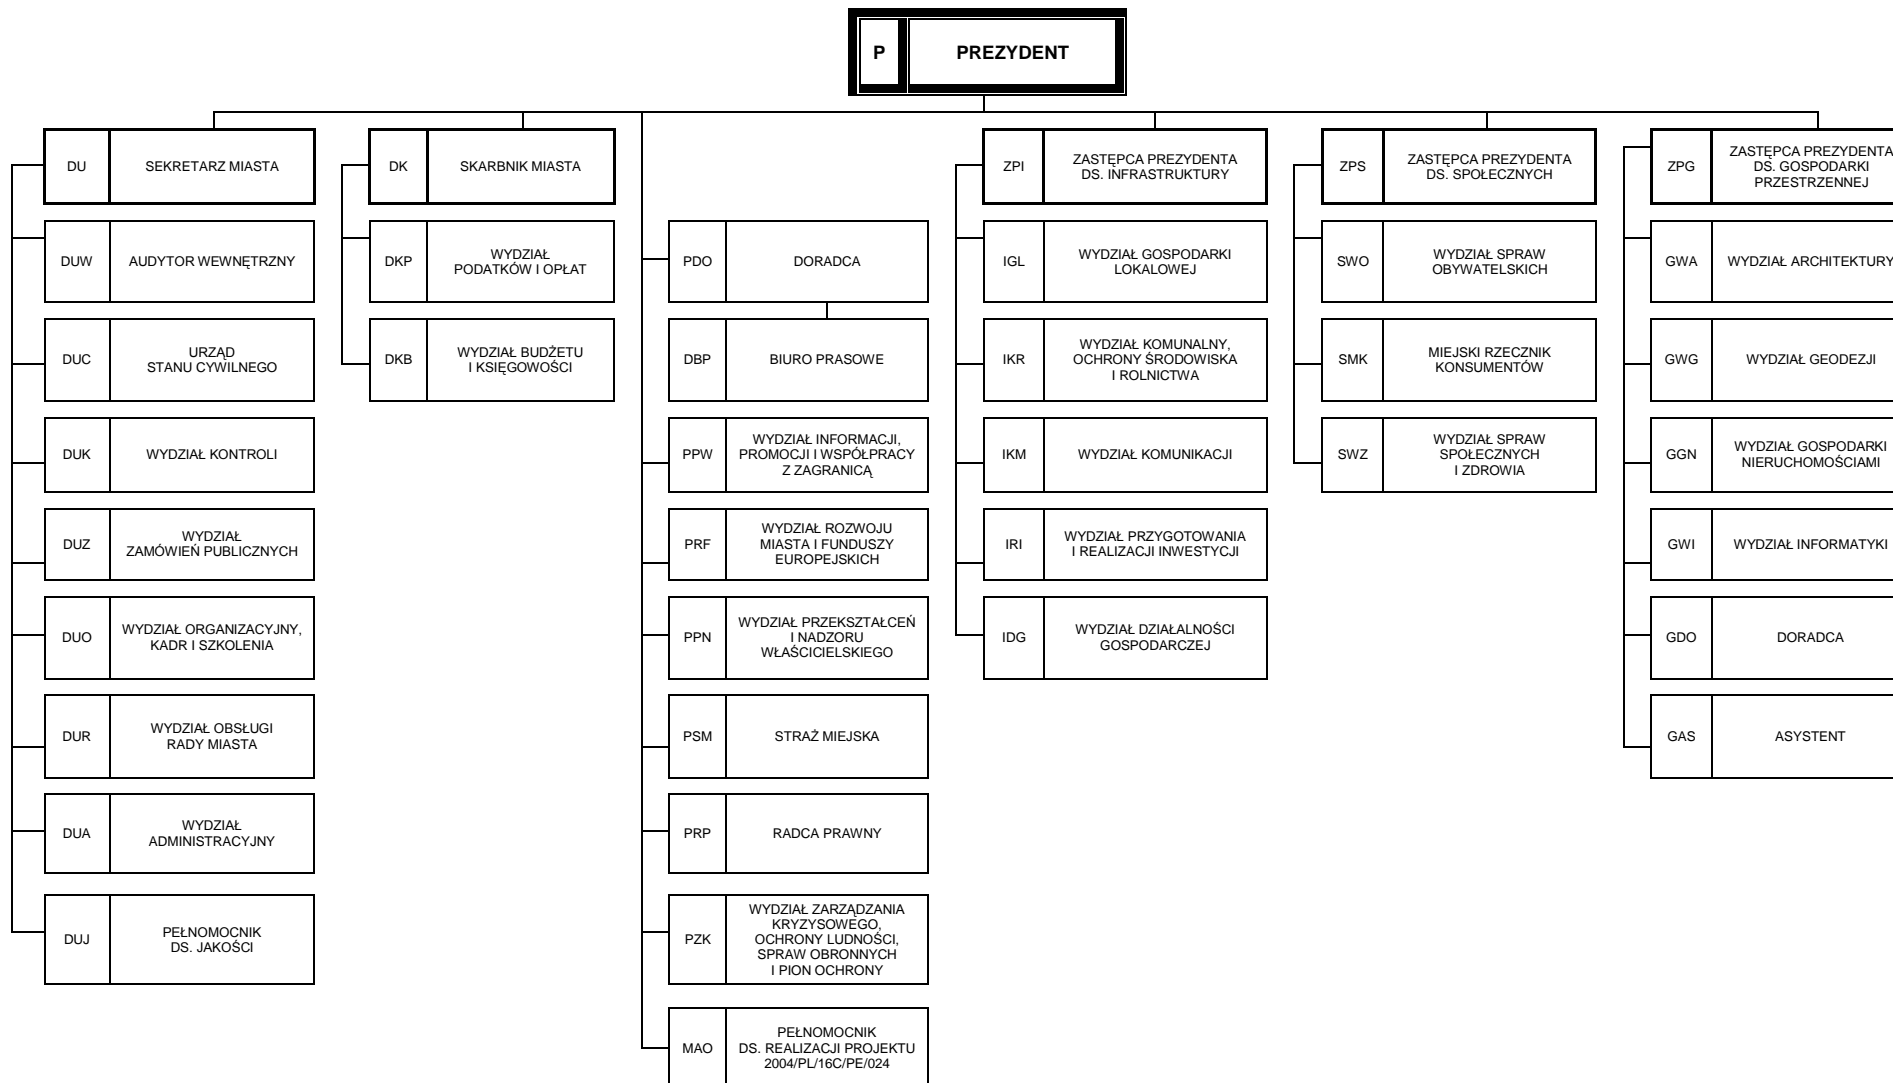 P
PREZYDENT
DU
SEKRETARZ MIASTA
DUW
AUDYTOR WEWNĘTRZNY
DUC
URZĄD
STANU CYWILNEGO
DUK
WYDZIAŁ KONTROLI
DUZ
WYDZIAŁ
ZAMÓWIEŃ PUBLICZNYCH
DUO
WYDZIAŁ ORGANIZACYJNY,
KADR I SZKOLENIA
DUR
WYDZIAŁ OBSŁUGI
RADY MIASTA
DUA
WYDZIAŁ
ADMINISTRACYJNY
DUJ
PEŁNOMOCNIK
DS. JAKOŚCI
DK
SKARBNIK MIASTA
DKP
WYDZIAŁ
PODATKÓW I OPŁAT
DKB
WYDZIAŁ BUDŻETU
I KSIĘGOWOŚCI
PDO
DORADCA
DBP
BIURO PRASOWE
PPW
WYDZIAŁ INFORMACJI,
PROMOCJI I WSPÓŁPRACY
Z ZAGRANICĄ
PRF
WYDZIAŁ ROZWOJU
MIASTA I FUNDUSZY
EUROPEJSKICH
PPN
WYDZIAŁ PRZEKSZTAŁCEŃ
I NADZORU
WŁAŚCICIELSKIEGO
PSM
STRAŻ MIEJSKA
PRP
RADCA PRAWNY
PZK
WYDZIAŁ ZARZĄDZANIA
KRYZYSOWEGO,
OCHRONY LUDNOŚCI,
SPRAW OBRONNYCH
I PION OCHRONY
MAO
PEŁNOMOCNIK
DS. REALIZACJI PROJEKTU
2004/PL/16C/PE/024
ZPI
ZASTĘPCA PREZYDENTA
DS. INFRASTRUKTURY
IGL
WYDZIAŁ GOSPODARKI
LOKALOWEJ
IKR
WYDZIAŁ KOMUNALNY,
OCHRONY ŚRODOWISKA
I ROLNICTWA
IKM
WYDZIAŁ KOMUNIKACJI
IRI
WYDZIAŁ PRZYGOTOWANIA
I REALIZACJI INWESTYCJI
IDG
WYDZIAŁ DZIAŁALNOŚCI
GOSPODARCZEJ
ZPS
ZASTĘPCA PREZYDENTA
DS. SPOŁECZNYCH
SWO
WYDZIAŁ SPRAW
OBYWATELSKICH
SMK
MIEJSKI RZECZNIK
KONSUMENTÓW
SWZ
WYDZIAŁ SPRAW
SPOŁECZNYCH
I ZDROWIA
ZPG
ZASTĘPCA PREZYDENTA
DS. GOSPODARKI
PRZESTRZENNEJ
GWA
WYDZIAŁ ARCHITEKTURY
GWG
WYDZIAŁ GEODEZJI
GGN
WYDZIAŁ GOSPODARKI
NIERUCHOMOŚCIAMI
GWI
WYDZIAŁ INFORMATYKI
GDO
DORADCA
GAS
ASYSTENT